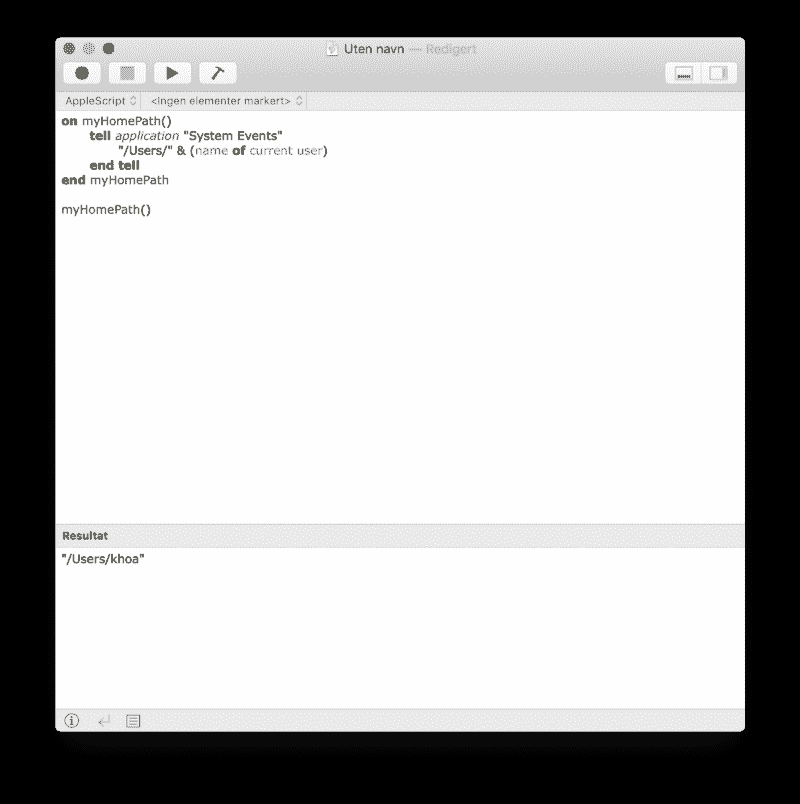 Uten navn — Redigert
AppleScript <ingen elementer markert>
on myHomePath()
tell application "System Events"
"/Users/" & (name of current user)
end tell
end myHomePath
myHomePath()
Resultat
"/Users/khoa"